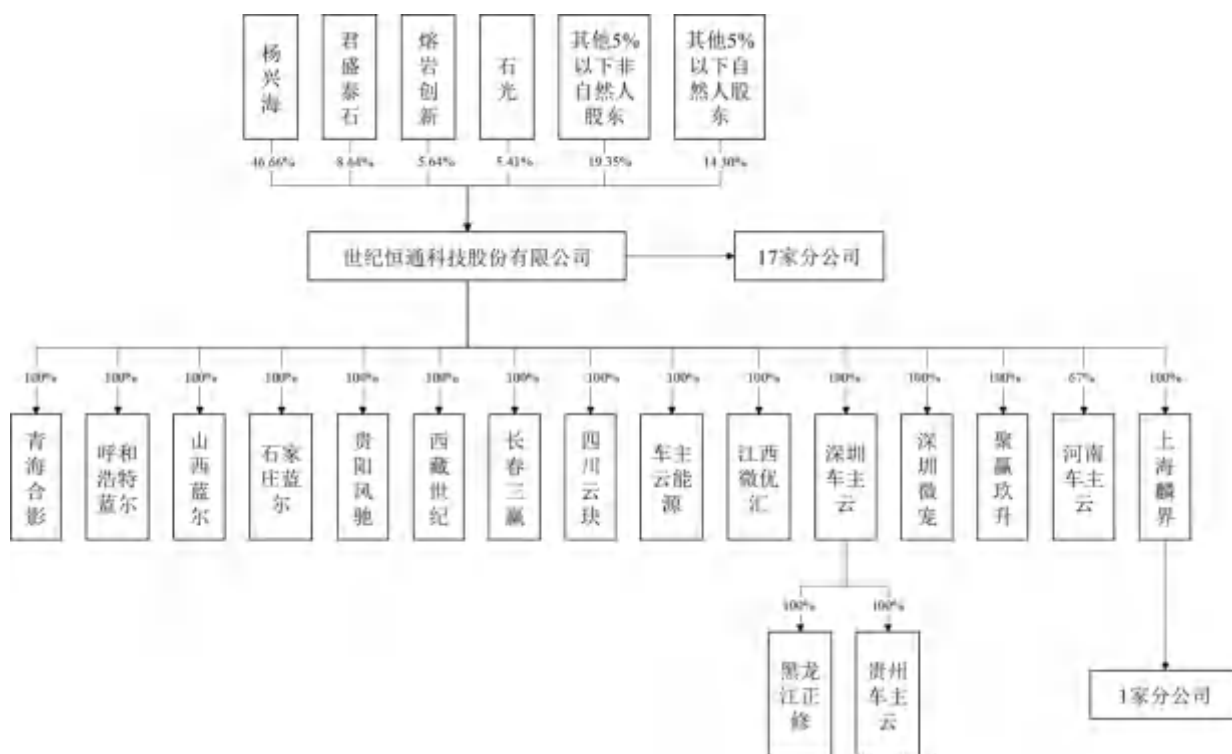 杨
兴
海
君
盛
泰
石
熔
岩
创
新
石
光
其他5%
以下非
自然人
股东
其他5%
以下自
然人股
东
46.66%
8.64%
5.64%
5.41%
19.35%
14.30%
世纪恒通科技股份有限公司
17家分公司
100%
100%
100%
100%
100%
100%
100%
100%
100%
100%
100%
100%
100%
67%
100%
青
海
合
影
呼和
浩特
蓝尔
山
西
蓝
尔
石家
庄蓝
尔
贵
阳
风
驰
西
藏
世
纪
长
春
三
赢
四
川
云
玦
车主
云能
源
江西
微优
汇
深圳
车主
云
深
圳
微
宠
聚
赢
玖
升
河南
车主
云
上
海
麟
界
100%
100%
黑龙
江正
修
贵州
车主
云
1家分公司